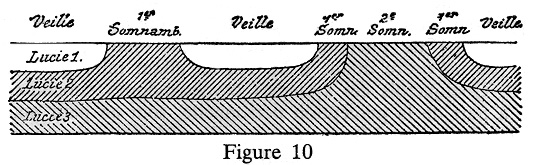 Veille 1er Somnamb. Veille 1er Somn. 2e Somn. 1er Somn Veille.
Lucie 1.
Lucie 2
Lucie 3
Figure 10